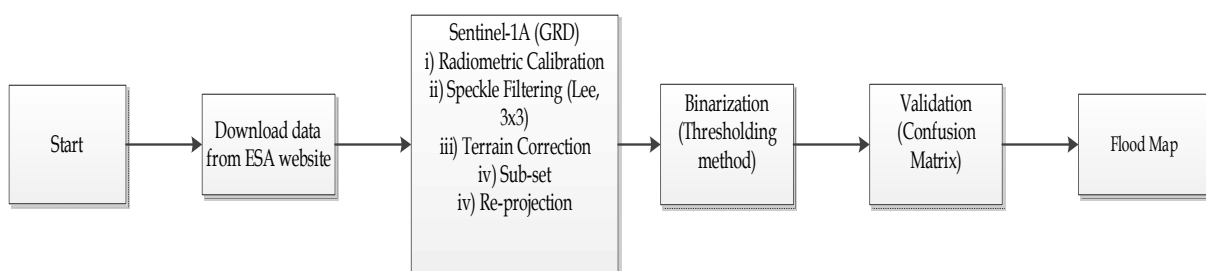 Start
Download data
from ESA website
Sentinel-1A (GRD)
i) Radiometric Calibration
ii) Speckle Filtering (Lee,
3x3)
iii) Terrain Correction
iv) Sub-set
iv) Re-projection
Binarization
(Thresholding
method)
Validation
(Confusion
Matrix)
Flood Map